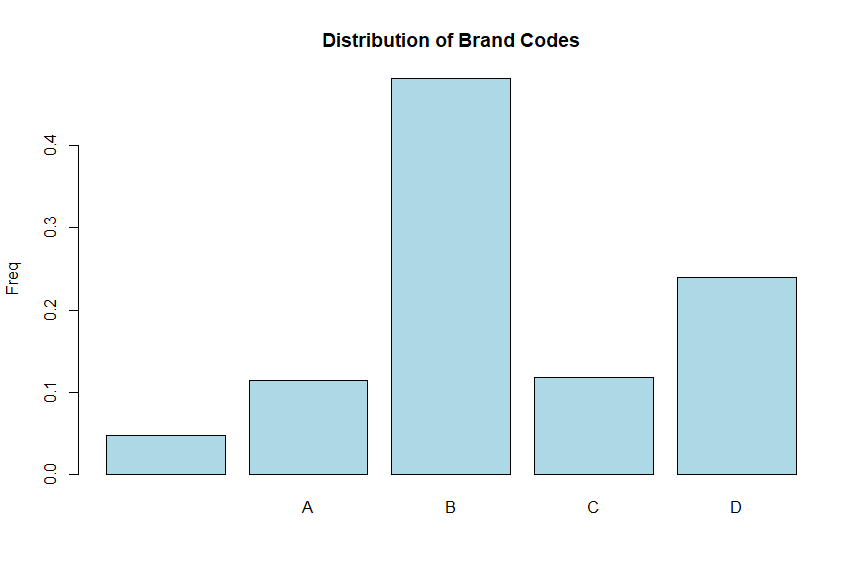 Distribution of Brand Codes
Freq
0.4
0.3
0.2
0.1
0.0
A B C D